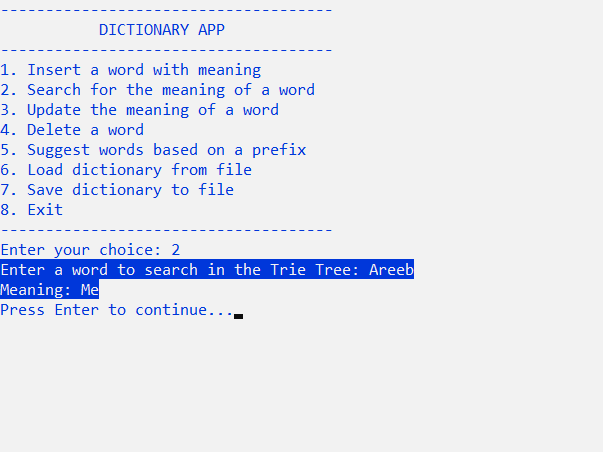 -------------------------------------
DICTIONARY APP
-------------------------------------
1. Insert a word with meaning
2. Search for the meaning of a word
3. Update the meaning of a word
4. Delete a word
5. Suggest words based on a prefix
6. Load dictionary from file
7. Save dictionary to file
8. Exit
-------------------------------------
Enter your choice: 2
Enter a word to search in the Trie Tree: Areeb
Meaning: Me
Press Enter to continue...